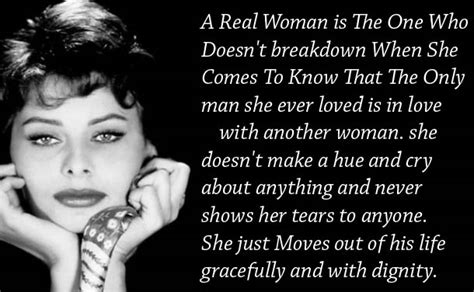 A Real Woman is The One Who
Doesn't breakdown When She
Comes To Know That The Only
man she ever loved is in love
with another woman. she
doesn't make a hue and cry
about anything and never
shows her tears to anyone.
She just Moves out of his life
gracefully and with dignity.